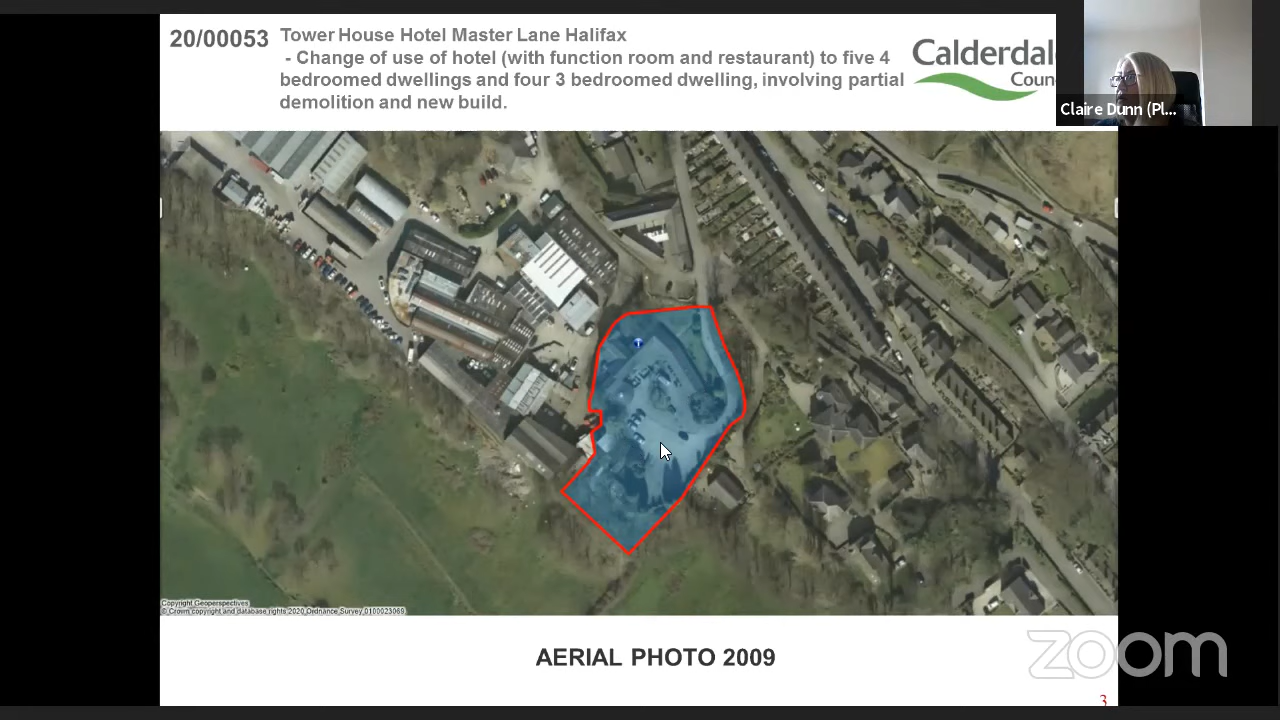 20/00053
Tower House Hotel Master Lane Halifax
- Change of use of hotel (with function room and restaurant) to five 4
bedroomed dwellings and four 3 bedroomed dwelling, involving partial
demolition and new build.
Calderdal
Coun
Claire Dunn (Pl...
Copyright Geoperspectives
© Crown copyright and database rights 2020 Ordnance Survey 0100023069
AERIAL PHOTO 2009
zoom
3